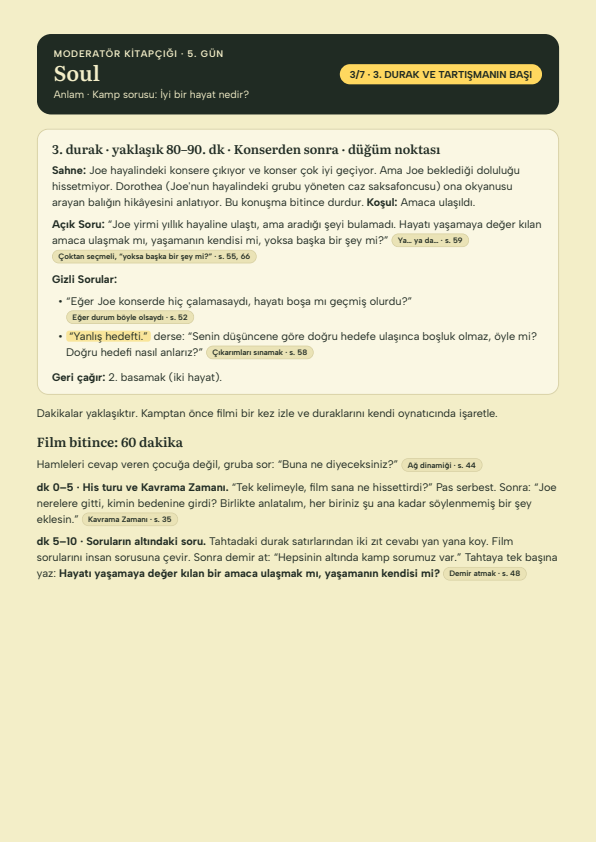 MODERATÖR KİTAPÇIĞI · 5. GÜN
Soul
Anlam · Kamp sorusu: İyi bir hayat nedir?
3/7 · 3. DURAK VE TARTIŞMANIN BAŞI
3. durak · yaklaşık 80–90. dk · Konserden sonra · düğüm noktası
Sahne: Joe hayalindeki konsere çıkıyor ve konser çok iyi geçiyor. Ama Joe beklediği doluluğu
hissetmiyor. Dorothea (Joe'nun hayalindeki grubu yöneten caz saksafoncusu) ona okyanusu
arayan balığın hikâyesini anlatıyor. Bu konuşma bitince durdur. Koşul: Amaca ulaşıldı.
Açık Soru: “Joe yirmi yıllık hayaline ulaştı, ama aradığı şeyi bulamadı. Hayatı yaşamaya değer kılan
amaca ulaşmak mı, yaşamanın kendisi mi, yoksa başka bir şey mi?” Ya… ya da… · s. 59
Çoktan seçmeli, “yoksa başka bir şey mi?” · s. 55, 66
Gizli Sorular:
• “Eğer Joe konserde hiç çalamasaydı, hayatı boşa mı geçmiş olurdu?”
Eğer durum böyle olsaydı · s. 52
• “Yanlış hedefti.” derse: “Senin düşüncene göre doğru hedefe ulaşınca boşluk olmaz, öyle mi?
Doğru hedefi nasıl anlarız?” Çıkarımları sınamak · s. 58
Geri çağır: 2. basamak (iki hayat).
Dakikalar yaklaşıktır. Kamptan önce filmi bir kez izle ve duraklarını kendi oynatıcında işaretle.
Film bitince: 60 dakika
Hamleleri cevap veren çocuğa değil, gruba sor: “Buna ne diyeceksiniz?” Ağ dinamiği · s. 44
dk 0–5 · His turu ve Kavrama Zamanı. “Tek kelimeyle, film sana ne hissettirdi?” Pas serbest. Sonra: “Joe
nerelere gitti, kimin bedenine girdi? Birlikte anlatalım, her biriniz şu ana kadar söylenmemiş bir şey
eklesin.” Kavrama Zamanı · s. 35
dk 5–10 · Soruların altındaki soru. Tahtadaki durak satırlarından iki zıt cevabı yan yana koy. Film
sorularını insan sorusuna çevir. Sonra demir at: “Hepsinin altında kamp sorumuz var.” Tahtaya tek başına
yaz: Hayatı yaşamaya değer kılan bir amaca ulaşmak mı, yaşamanın kendisi mi? Demir atmak · s. 48